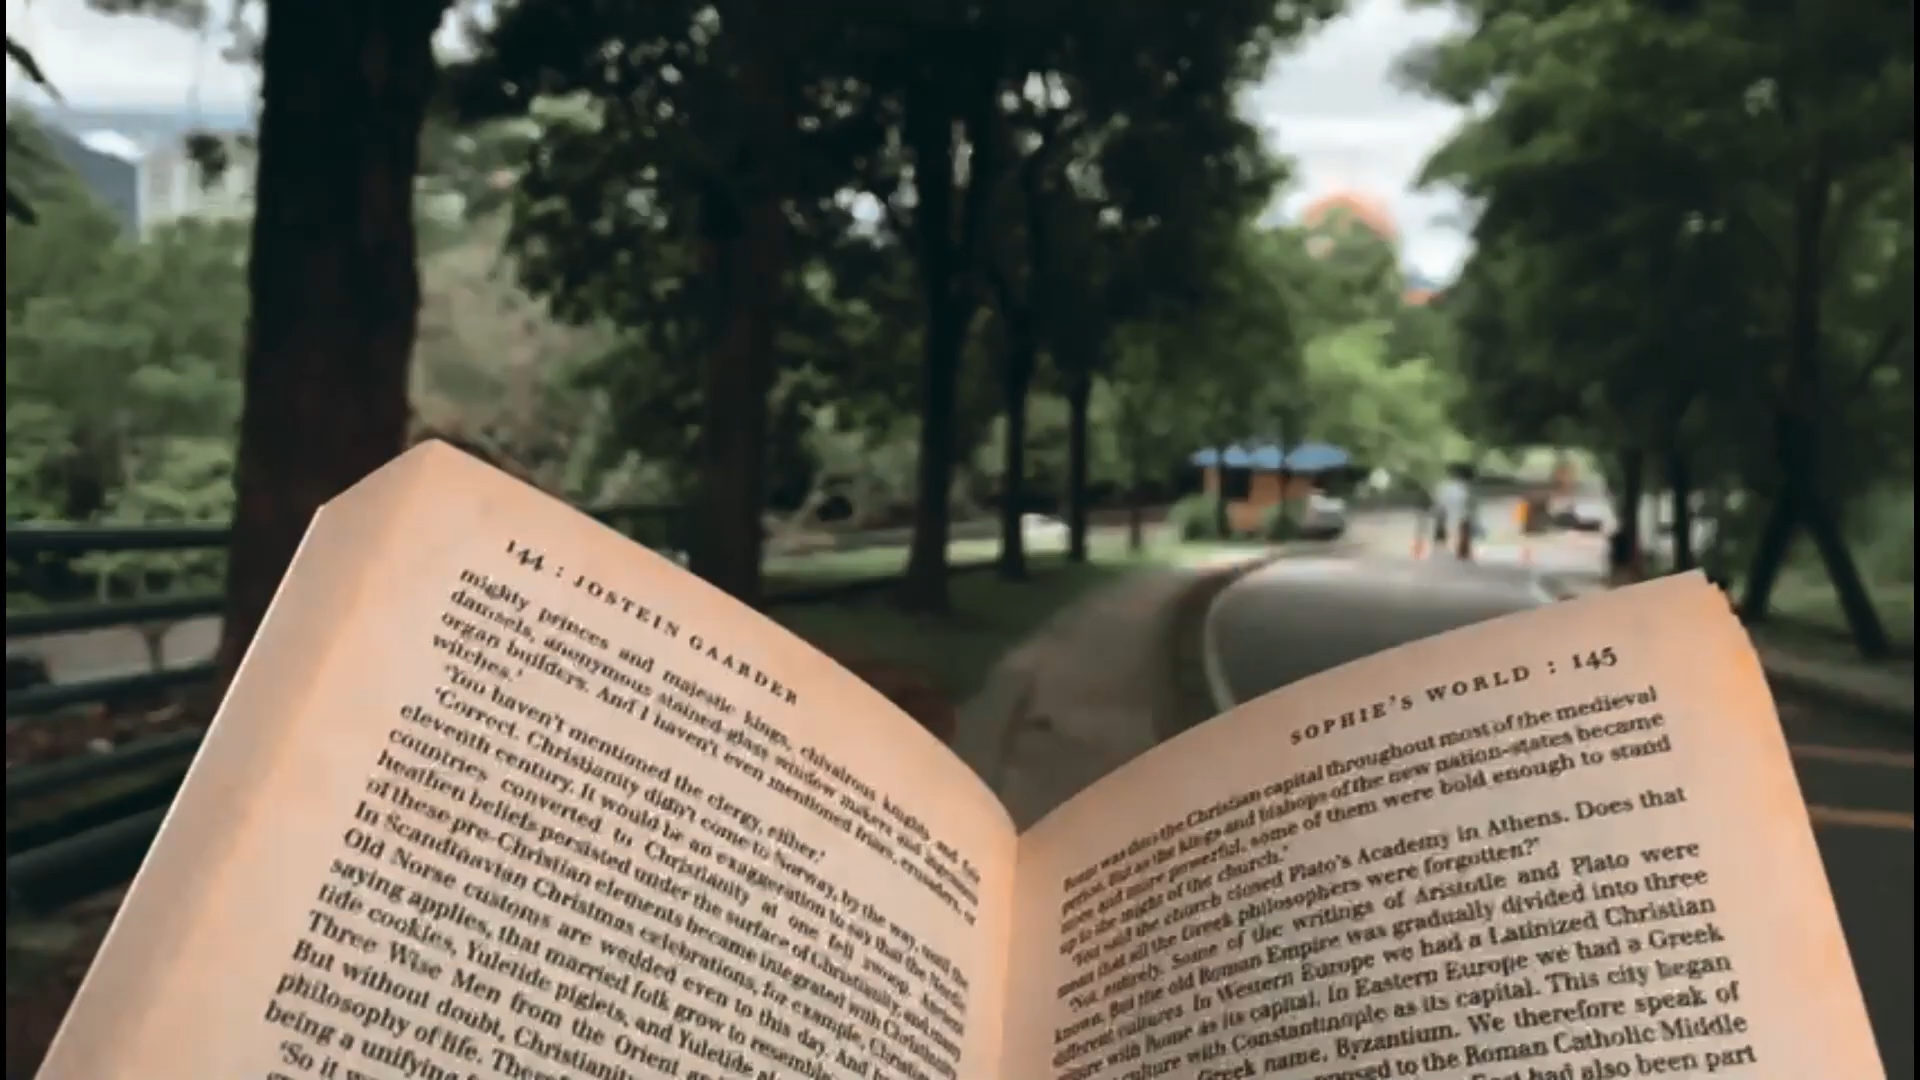 144 : JOSTEIN GAARDER
mighty princes and majestic kings, chivalrous knights and fair
damsels, anonymous stained-glass window makers and ingenious
organ builders. And I haven't even mentioned friars, crusaders, or
witches.'
'You haven't mentioned the clergy, either.'
'Correct. Christianity didn't come to Norway, by the way, until the
eleventh century. It would be an exaggeration to say that the Nordic
countries converted to Christianity at one fell swoop. Ancient
heathen beliefs persisted under the surface of Christianity, and many
of these pre-Christian elements became integrated with Christianity.
In Scandinavian Christmas celebrations, for example, Christian
Old Norse customs are wedded even to this day. And here
saying applies, that married folk grow to resemble
tide cookies, Yuletide piglets, and Yuletide
Three Wise Men from the Orient
But without doubt, Christianity
philosophy of life. There
being a unifying
'So it
SOPHIE'S WORLD : 145
Rome was thus the Christian capital throughout most of the medieval
period. But as the kings and bishops of the new nation-states became
more and more powerful, some of them were bold enough to stand
up to the might of the church.'
'You said the church closed Plato's Academy in Athens. Does that
mean that all the Greek philosophers were forgotten?'
'Not entirely. Some of the writings of Aristotle and Plato were
known. But the old Roman Empire was gradually divided into three
different cultures. In Western Europe we had a Latinized Christian
culture with Rome as its capital. In Eastern Europe we had a Greek
culture with Constantinople as its capital. This city began
Greek name, Byzantium. We therefore speak of
to the Roman Catholic Middle
had also been part